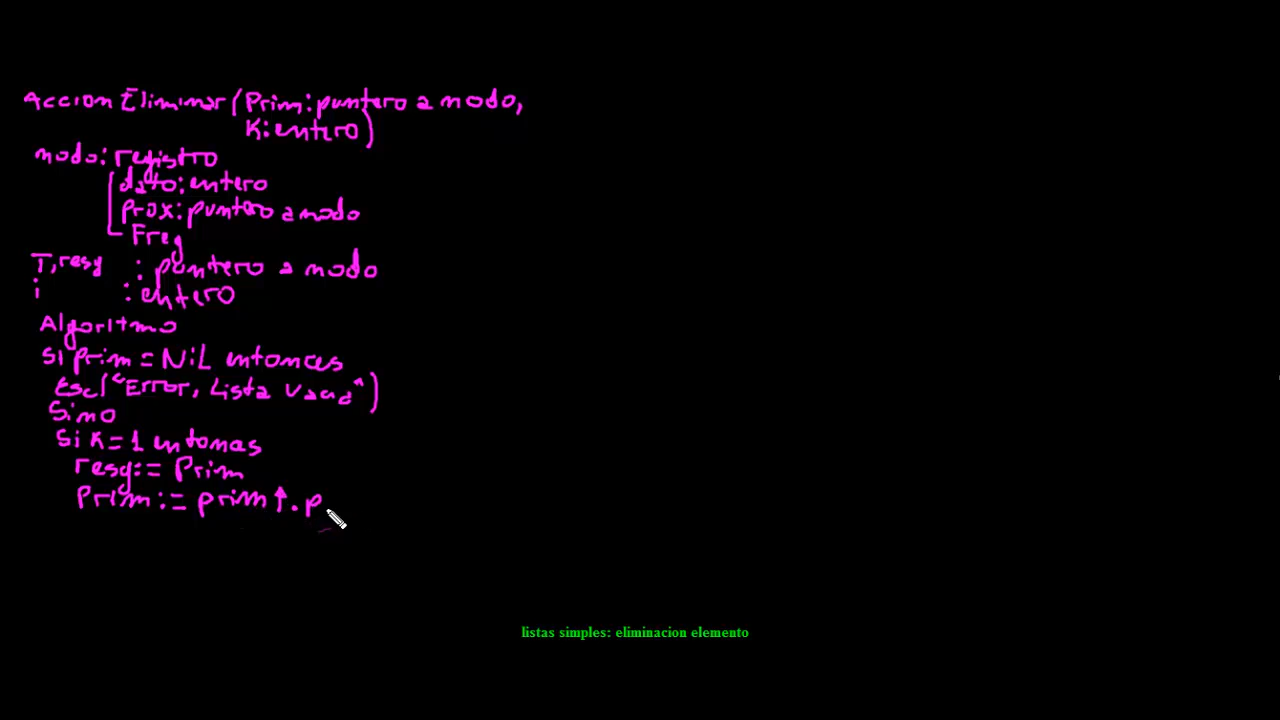 Accion Eliminar (Prim: puntero a nodo,
K: entero)
nodo: registro
dato: entero
prox: puntero a nodo
Freg
T, resg : puntero a nodo
i : entero
Algoritmo
Si prim = NiL entonces
Esc("Error, Lista Vacia")
Sino
Si K = 1 entonces
resg := Prim
Prim := prim↑.p
listas simples: eliminacion elemento